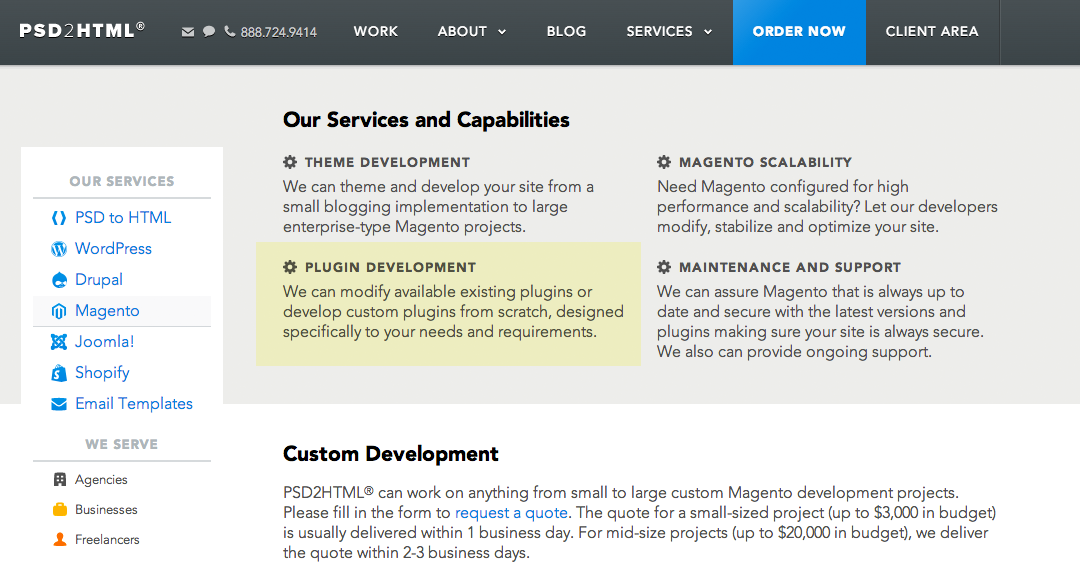 PSD2HTML®
888.724.9414
WORK
ABOUT
BLOG
SERVICES
ORDER NOW
CLIENT AREA
OUR SERVICES
PSD to HTML
WordPress
Drupal
Magento
Joomla!
Shopify
Email Templates
WE SERVE
Agencies
Businesses
Freelancers
Our Services and Capabilities
THEME DEVELOPMENT
We can theme and develop your site from a
small blogging implementation to large
enterprise-type Magento projects.
MAGENTO SCALABILITY
Need Magento configured for high
performance and scalability? Let our developers
modify, stabilize and optimize your site.
PLUGIN DEVELOPMENT
We can modify available existing plugins or
develop custom plugins from scratch, designed
specifically to your needs and requirements.
MAINTENANCE AND SUPPORT
We can assure Magento that is always up to
date and secure with the latest versions and
plugins making sure your site is always secure.
We also can provide ongoing support.
Custom Development
PSD2HTML® can work on anything from small to large custom Magento development projects.
Please fill in the form to request a quote. The quote for a small-sized project (up to $3,000 in budget)
is usually delivered within 1 business day. For mid-size projects (up to $20,000 in budget), we deliver
the quote within 2-3 business days.